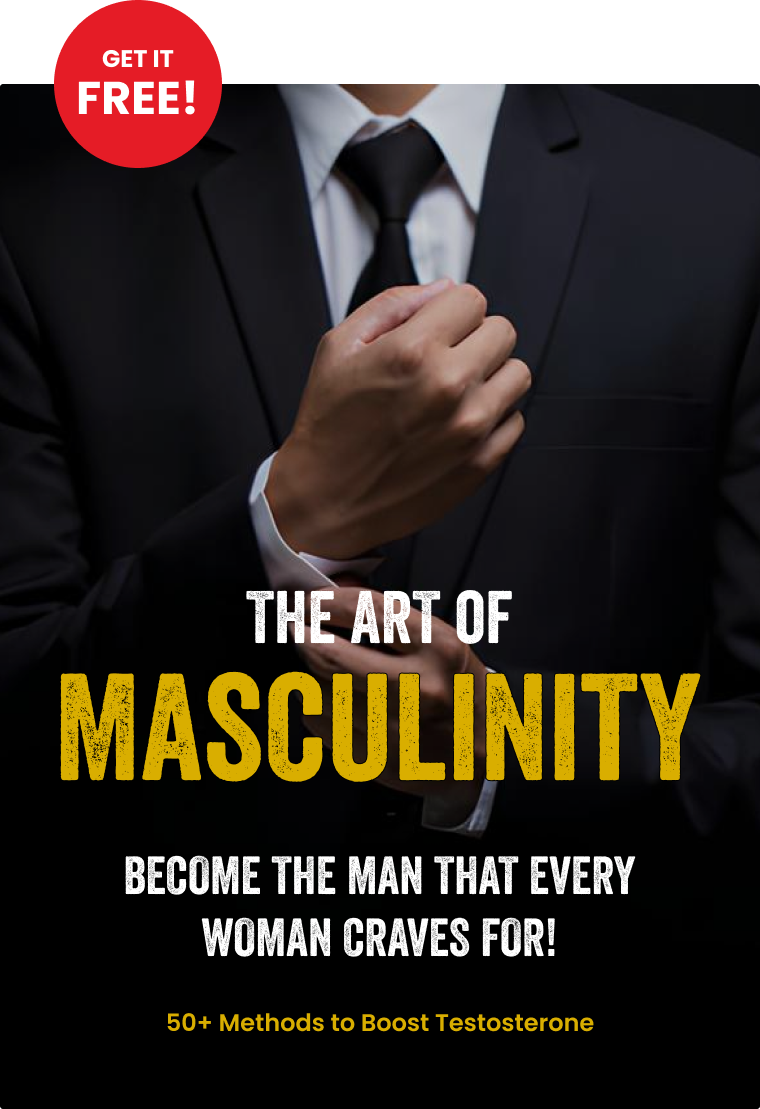 GET IT
FREE!
THE ART OF
MASCULINITY
BECOME THE MAN THAT EVERY
WOMAN CRAVES FOR!
50+ Methods to Boost Testosterone